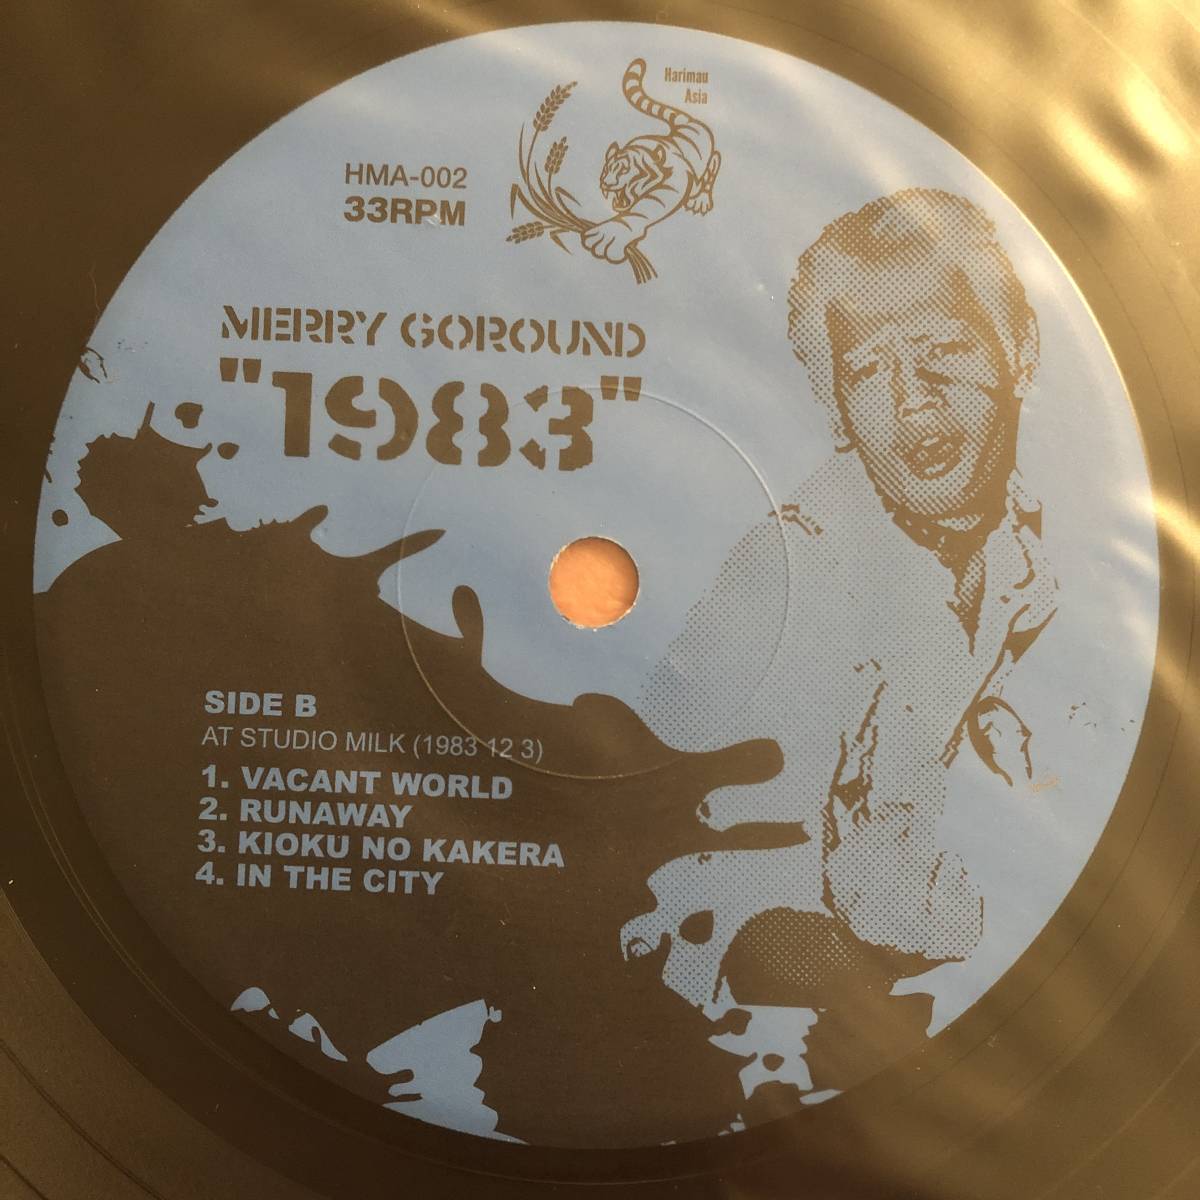 Harimau
Asia
HMA-002
33RPM
MERRY GOROUND
"1983"
SIDE B
AT STUDIO MILK (1983 12 3)
1. VACANT WORLD
2. RUNAWAY
3. KIOKU NO KAKERA
4. IN THE CITY